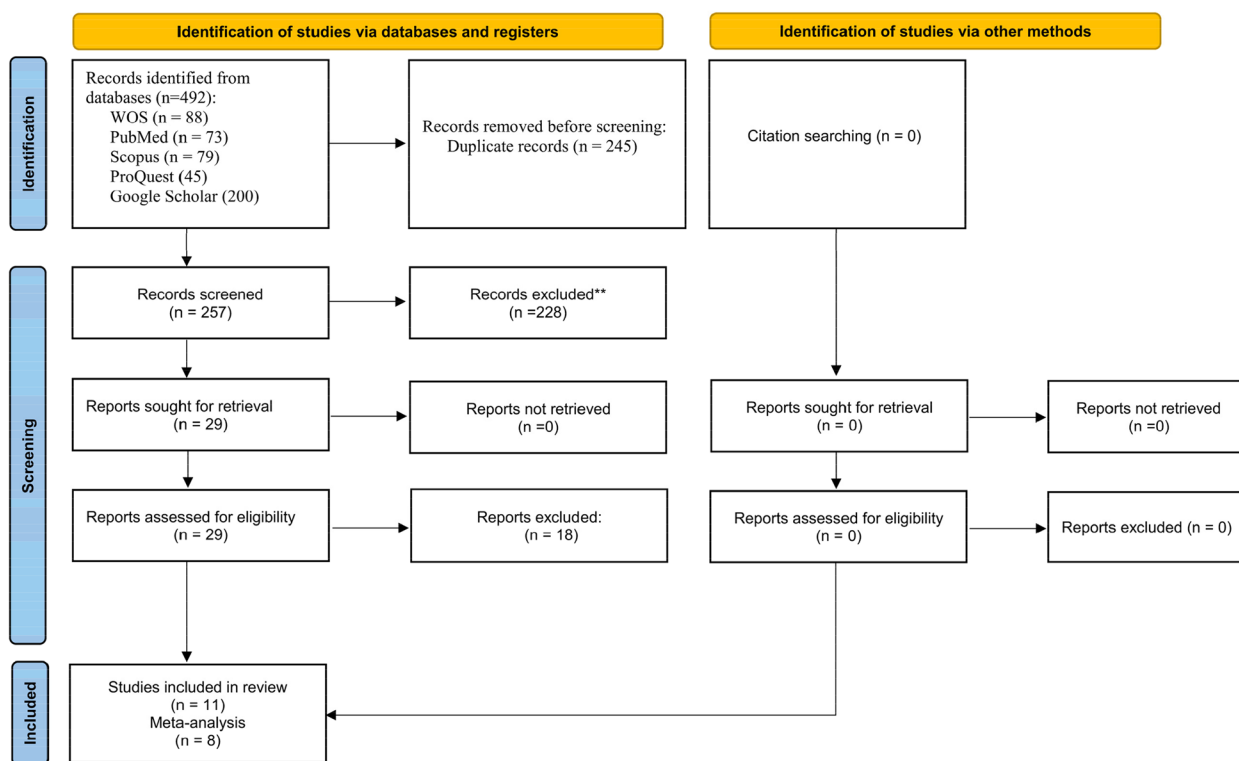 Identification of studies via databases and registers
Identification of studies via other methods
Identification
Records identified from
databases (n=492):
WOS (n = 88)
PubMed (n = 73)
Scopus (n = 79)
ProQuest (45)
Google Scholar (200)
Records removed before screening:
Duplicate records (n = 245)
Citation searching (n = 0)
Screening
Records screened
(n = 257)
Records excluded**
(n =228)
Reports sought for retrieval
(n = 29)
Reports not retrieved
(n =0)
Reports sought for retrieval
(n = 0)
Reports not retrieved
(n =0)
Reports assessed for eligibility
(n = 29)
Reports excluded:
(n = 18)
Reports assessed for eligibility
(n = 0)
Reports excluded (n = 0)
Included
Studies included in review
(n = 11)
Meta-analysis
(n = 8)